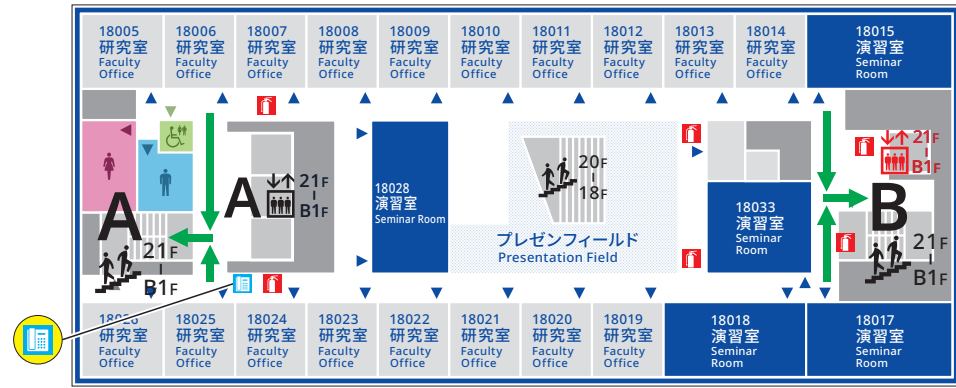 18005
研究室
Faculty
Office
18006
研究室
Faculty
Office
18007
研究室
Faculty
Office
18008
研究室
Faculty
Office
18009
研究室
Faculty
Office
18010
研究室
Faculty
Office
18011
研究室
Faculty
Office
18012
研究室
Faculty
Office
18013
研究室
Faculty
Office
18014
研究室
Faculty
Office
18015
演習室
Seminar
Room
A
21F
B1F
A
21F
B1F
18028
演習室
Seminar Room
20F
18F
プレゼンフィールド
Presentation Field
18033
演習室
Seminar
Room
21F
B1F
B
21F
B1F
18026
研究室
Faculty
Office
18025
研究室
Faculty
Office
18024
研究室
Faculty
Office
18023
研究室
Faculty
Office
18022
研究室
Faculty
Office
18021
研究室
Faculty
Office
18020
研究室
Faculty
Office
18019
研究室
Faculty
Office
18018
演習室
Seminar
Room
18017
演習室
Seminar
Room